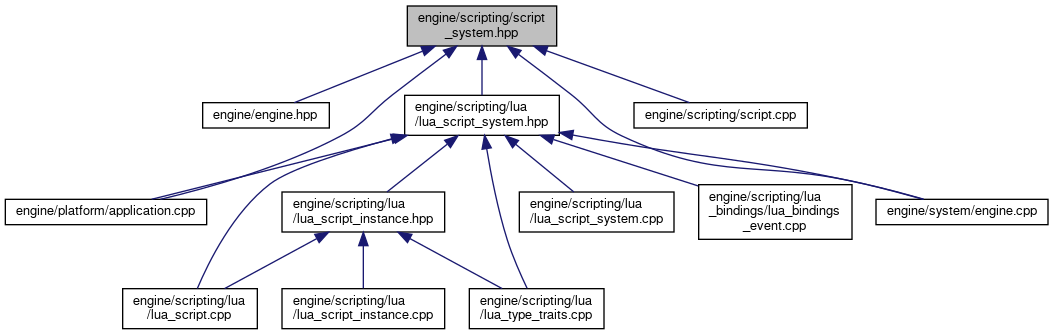 engine/scripting/script
_system.hpp
engine/engine.hpp
engine/scripting/lua
/lua_script_system.hpp
engine/scripting/script.cpp
engine/platform/application.cpp
engine/scripting/lua
/lua_script_instance.hpp
engine/scripting/lua
/lua_script_system.cpp
engine/scripting/lua
_bindings/lua_bindings
_event.cpp
engine/system/engine.cpp
engine/scripting/lua
/lua_script.cpp
engine/scripting/lua
/lua_script_instance.cpp
engine/scripting/lua
/lua_type_traits.cpp